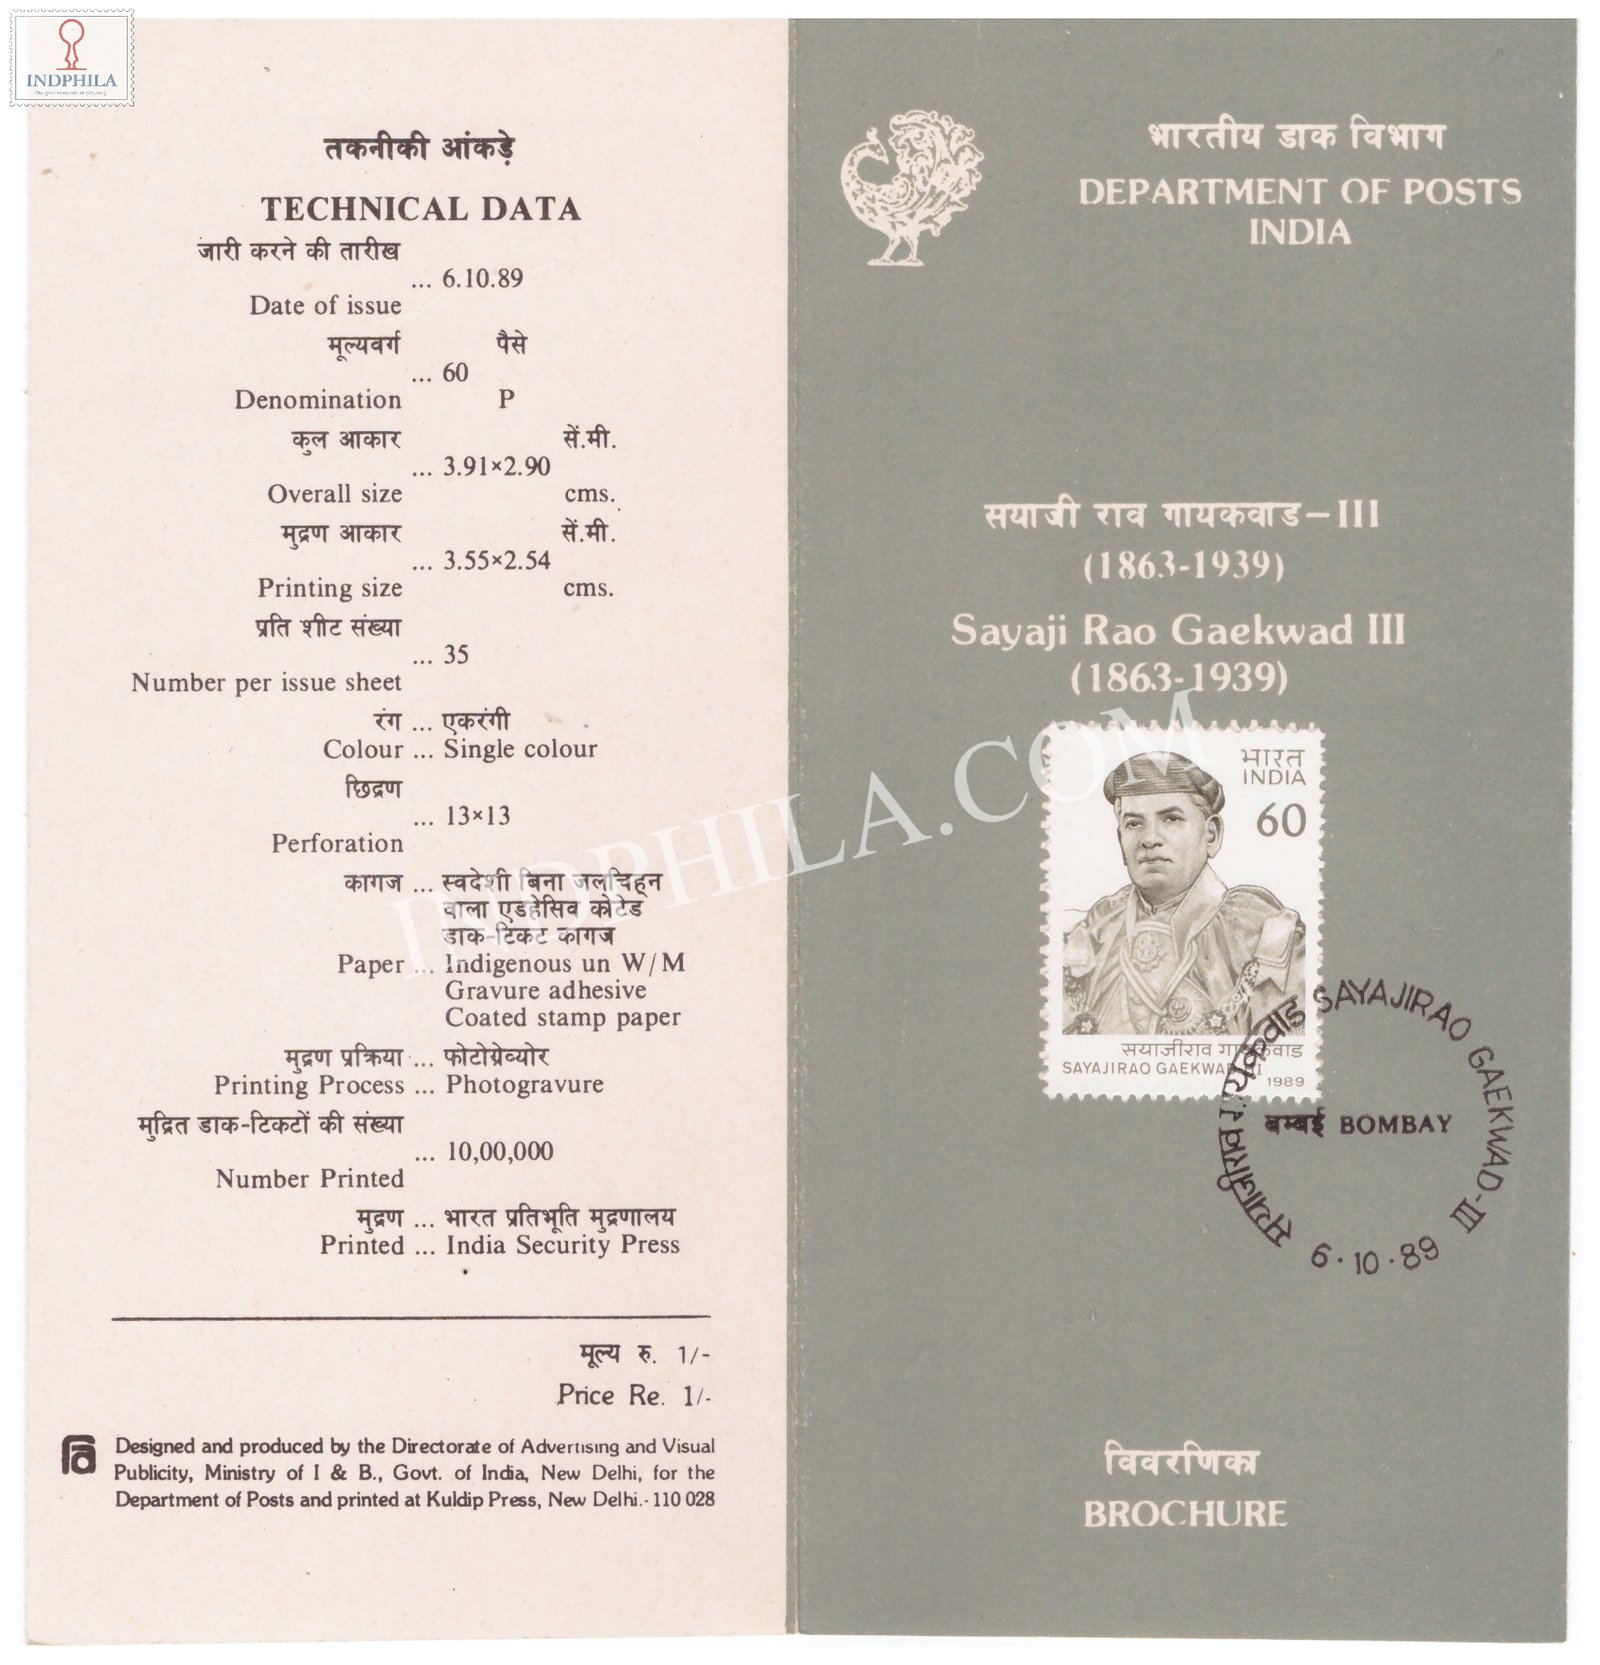 INDPHILA
तकनीकी आंकड़े
TECHNICAL DATA
जारी करने की तारीख
... 6.10.89
Date of issue
मूल्यवर्ग पैसे
... 60
Denomination P
कुल आकार सें.मी.
... 3.91×2.90
Overall size cms.
मुद्रण आकार सें.मी.
... 3.55×2.54
Printing size cms.
प्रति शीट संख्या
... 35
Number per issue sheet
रंग ... एकरंगी
Colour ... Single colour
छिद्रण
... 13×13
Perforation
कागज ... स्वदेशी बिना जलचिह्न
वाला एडहेसिव कोटेड
डाक-टिकट कागज
Paper ... Indigenous un W/M
Gravure adhesive
Coated stamp paper
मुद्रण प्रक्रिया ... फोटोग्रेव्योर
Printing Process ... Photogravure
मुद्रित डाक-टिकटों की संख्या
... 10,00,000
Number Printed
मुद्रण ... भारत प्रतिभूति मुद्रणालय
Printed ... India Security Press
मूल्य रु. 1/-
Price Re. 1/-
Designed and produced by the Directorate of Advertising and Visual
Publicity, Ministry of I & B., Govt. of India, New Delhi, for the
Department of Posts and printed at Kuldip Press, New Delhi.- 110 028
भारतीय डाक विभाग
DEPARTMENT OF POSTS
INDIA
सयाजी राव गायकवाड–III
(1863-1939)
Sayaji Rao Gaekwad III
(1863-1939)
भारत
INDIA
60
सयाजीराव गायकवाड
SAYAJIRAO GAEKWAD III
1989
सयाजीराव गायकवाड SAYAJIRAO GAEKWAD-III
बम्बई BOMBAY
6.10.89
विवरणिका
BROCHURE
INDPHILA.COM